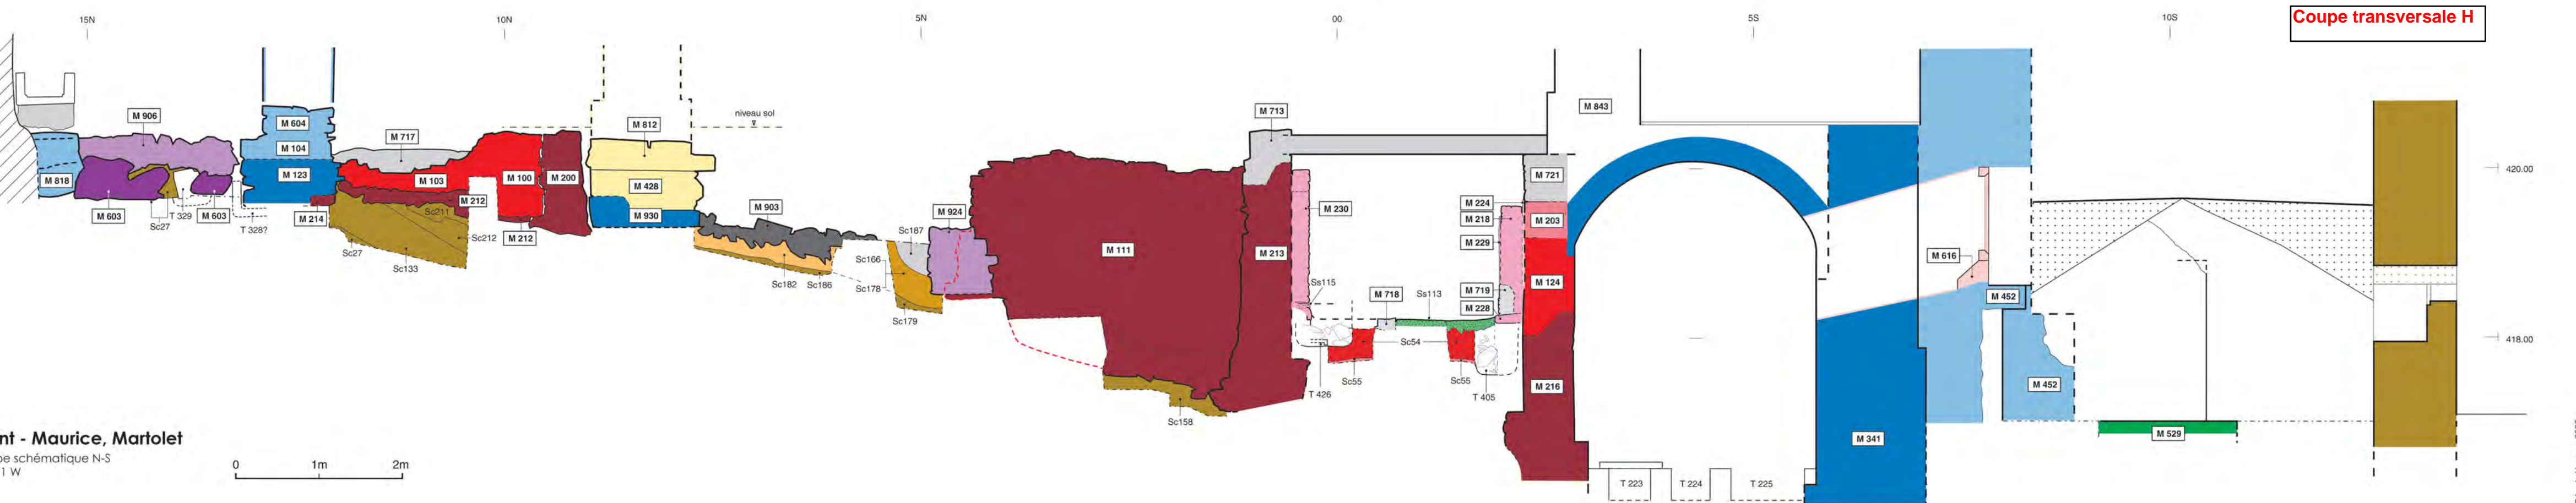 15N
10N
5N
00
5S
10S
Coupe transversale H
M 906
M 604
M 104
M 123
M 717
M 812
niveau sol
M 713
M 843
M 818
M 603
Sc27
T 329
M 603
T 328?
M 214
M 103
M 100
M 200
M 212
Sc211
Sc212
M 212
Sc27
Sc133
M 428
M 930
M 903
Sc182
Sc186
Sc187
Sc166
Sc178
Sc179
M 924
M 111
Sc158
M 213
M 230
Ss115
M 718
Ss113
Sc54
Sc55
Sc55
T 426
T 405
M 224
M 218
M 229
M 719
M 228
M 721
M 203
M 124
M 216
M 341
M 616
M 452
M 452
M 529
T 223
T 224
T 225
420.00
418.00
nt - Maurice, Martolet
pe schématique N-S
1 W
0
1m
2m